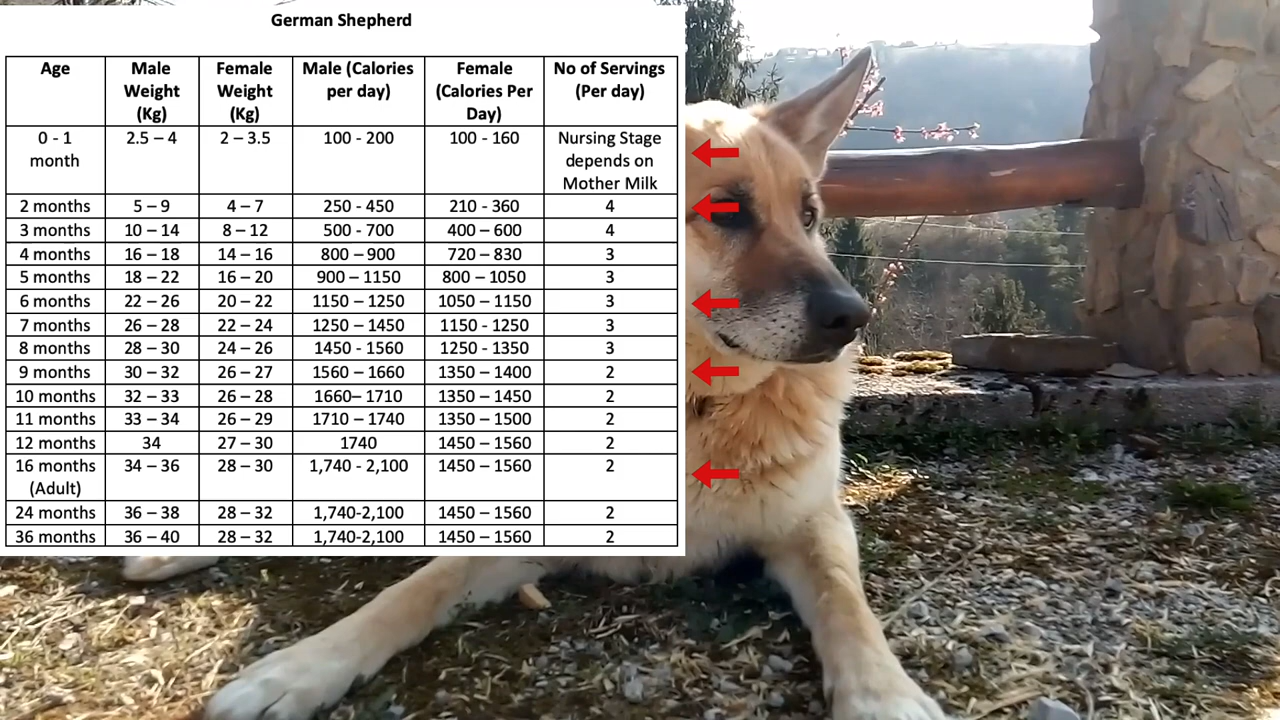 German Shepherd
Age Male Weight (Kg) Female Weight (Kg) Male (Calories per day) Female (Calories Per Day) No of Servings (Per day)
0 - 1 month 2.5 – 4 2 – 3.5 100 - 200 100 - 160 Nursing Stage depends on Mother Milk
2 months 5 – 9 4 – 7 250 - 450 210 - 360 4
3 months 10 – 14 8 – 12 500 - 700 400 – 600 4
4 months 16 – 18 14 – 16 800 – 900 720 – 830 3
5 months 18 – 22 16 – 20 900 – 1150 800 – 1050 3
6 months 22 – 26 20 – 22 1150 – 1250 1050 – 1150 3
7 months 26 – 28 22 – 24 1250 – 1450 1150 - 1250 3
8 months 28 – 30 24 – 26 1450 - 1560 1250 - 1350 3
9 months 30 – 32 26 – 27 1560 – 1660 1350 – 1400 2
10 months 32 – 33 26 – 28 1660– 1710 1350 – 1450 2
11 months 33 – 34 26 – 29 1710 – 1740 1350 - 1500 2
12 months 34 27 – 30 1740 1450 – 1560 2
16 months (Adult) 34 – 36 28 – 30 1,740 - 2,100 1450 – 1560 2
24 months 36 – 38 28 – 32 1,740-2,100 1450 – 1560 2
36 months 36 – 40 28 – 32 1,740-2,100 1450 – 1560 2